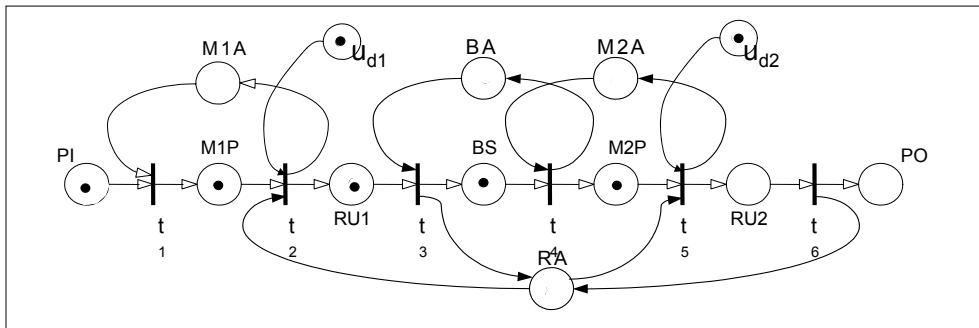 M1A
u_d1
BA
M2A
u_d2
PI
M1P
RU1
BS
M2P
RU2
PO
t
1
t
2
t
3
t
4
t
5
t
6
RA